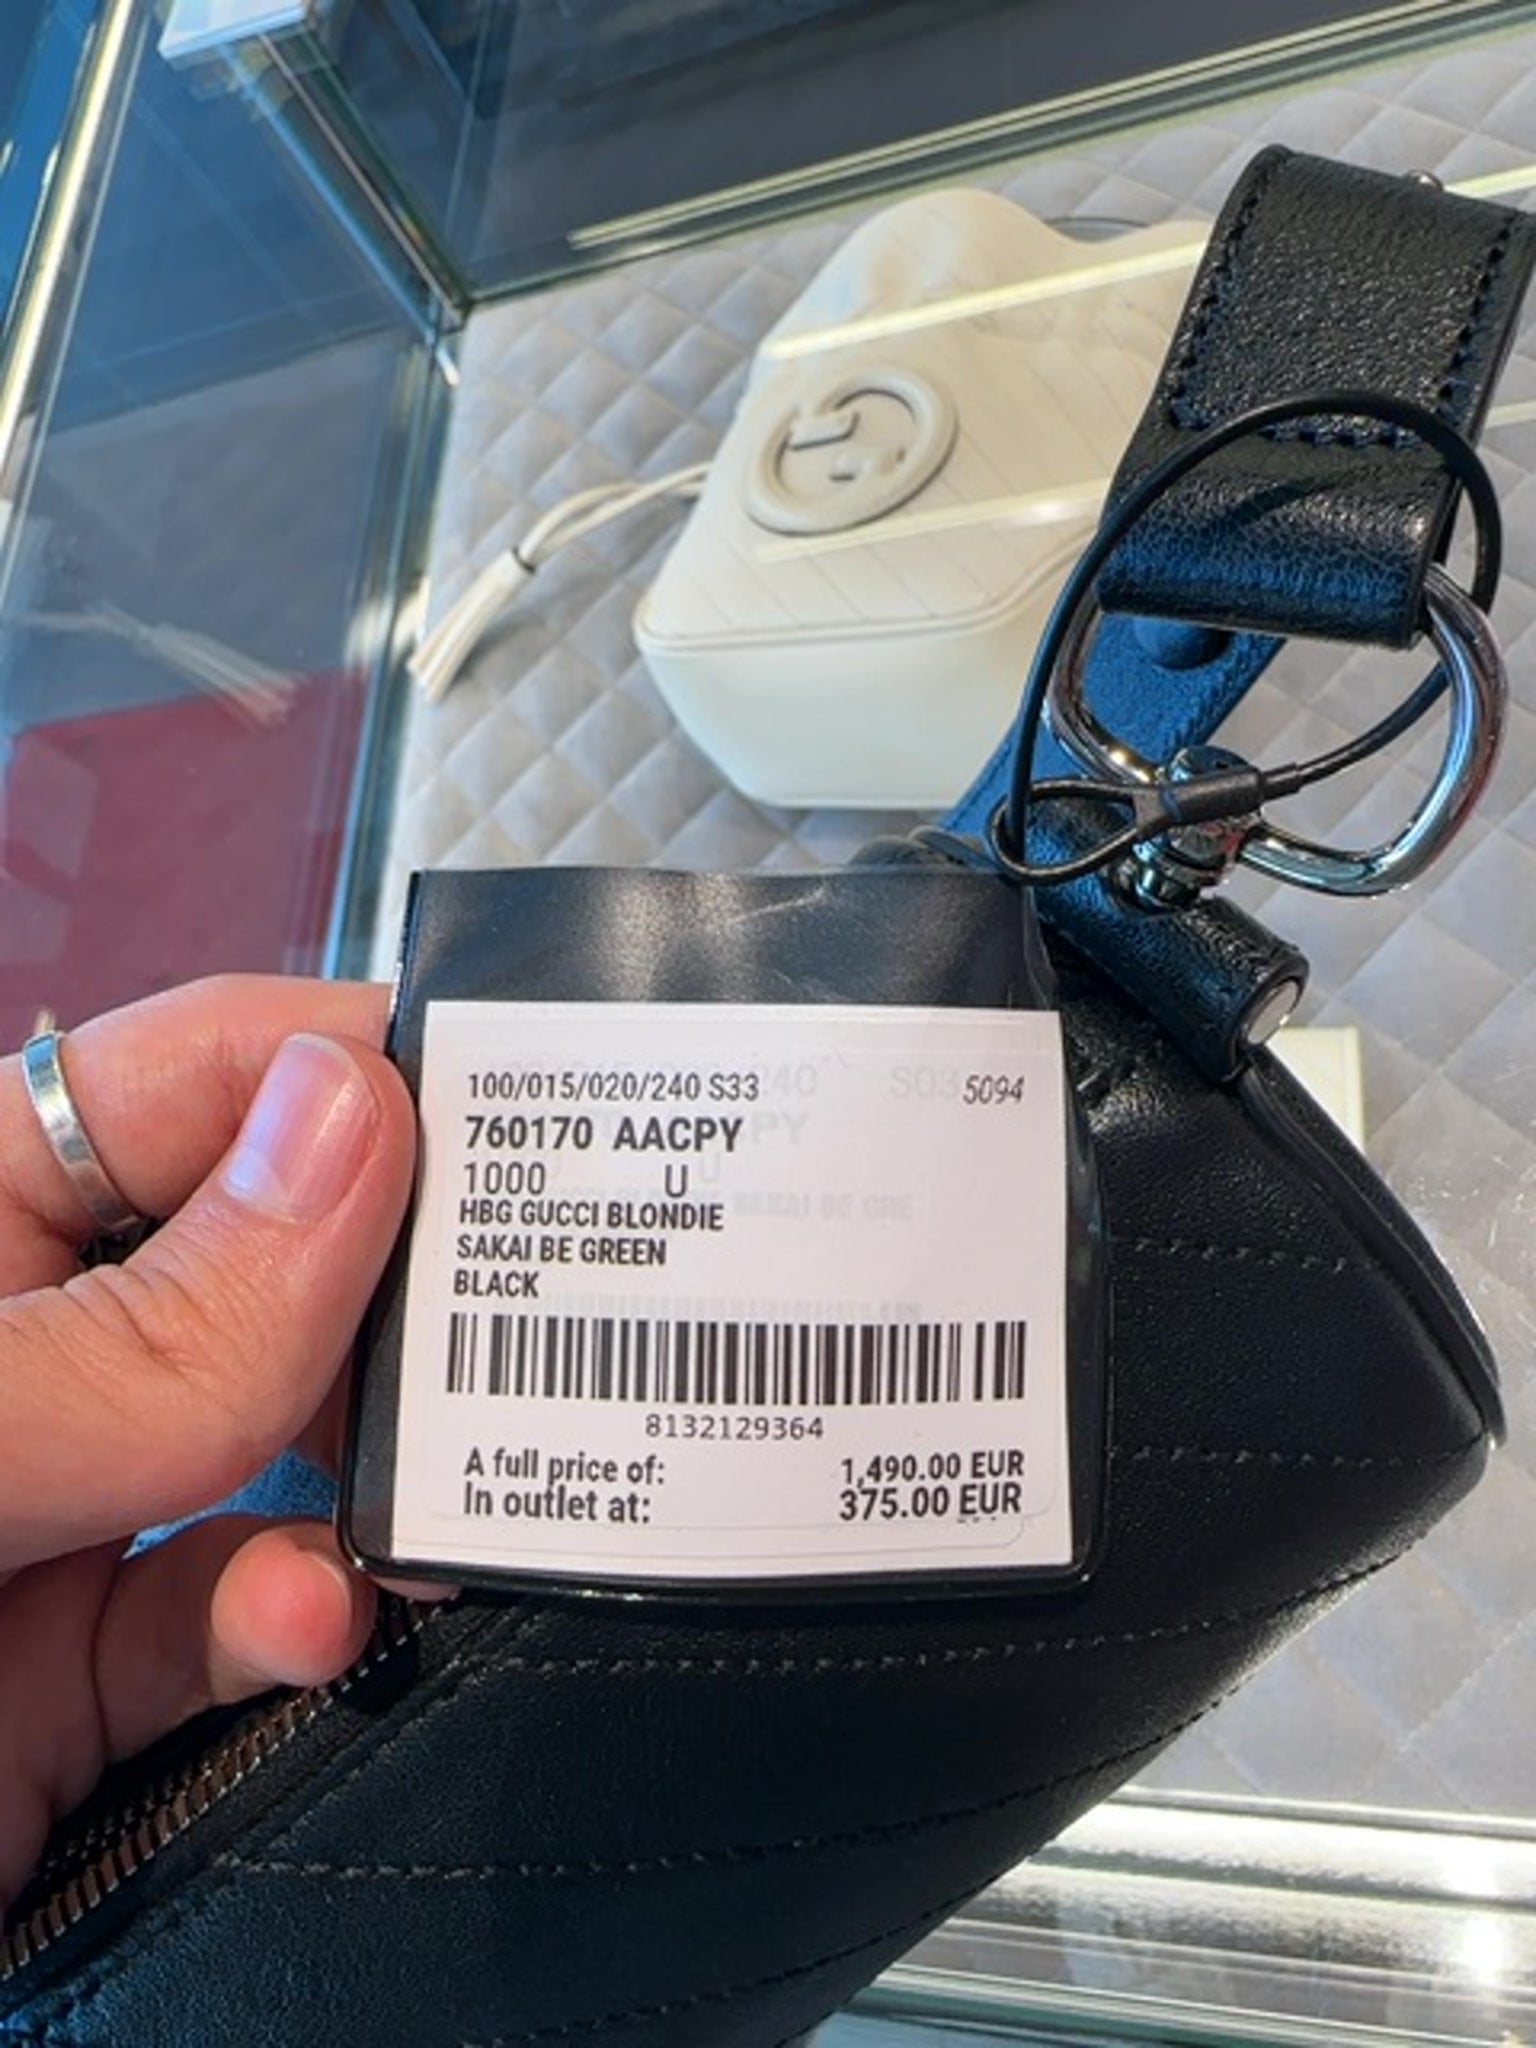 100/015/020/240 S33 5094
760170 AACPY
1000 U
HBG GUCCI BLONDIE
SAKAI BE GREEN
BLACK
8132129364
A full price of: 1,490.00 EUR
In outlet at: 375.00 EUR